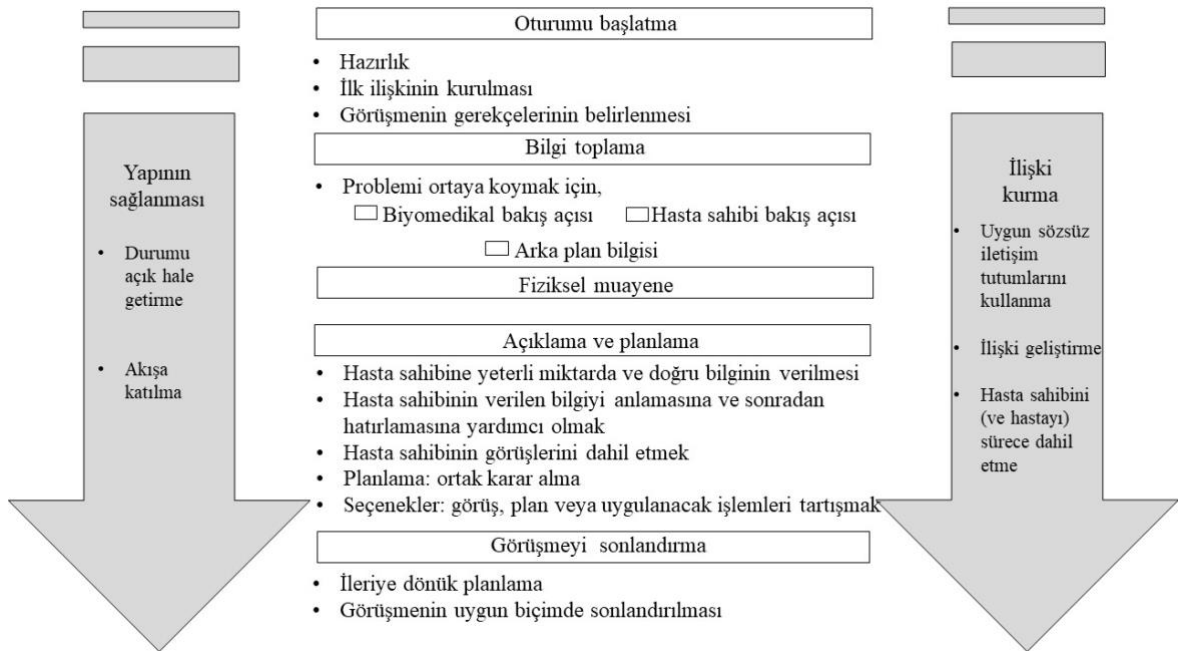 Oturumu başlatma
• Hazırlık
• İlk ilişkinin kurulması
• Görüşmenin gerekçelerinin belirlenmesi
Bilgi toplama
• Problemi ortaya koymak için,
Biyomedikal bakış açısı
Hasta sahibi bakış açısı
Arka plan bilgisi
Fiziksel muayene
Açıklama ve planlama
• Hasta sahibine yeterli miktarda ve doğru bilginin verilmesi
• Hasta sahibinin verilen bilgiyi anlamasına ve sonradan
hatırlamasına yardımcı olmak
• Hasta sahibinin görüşlerini dahil etmek
• Planlama: ortak karar alma
• Seçenekler: görüş, plan veya uygulanacak işlemleri tartışmak
Görüşmeyi sonlandırma
• İleriye dönük planlama
• Görüşmenin uygun biçimde sonlandırılması
Yapının
sağlanması
• Durumu
açık hale
getirme
• Akışa
katılma
İlişki
kurma
• Uygun sözsüz
iletişim
tutumlarını
kullanma
• İlişki geliştirme
• Hasta sahibini
(ve hastayı)
sürece dahil
etme